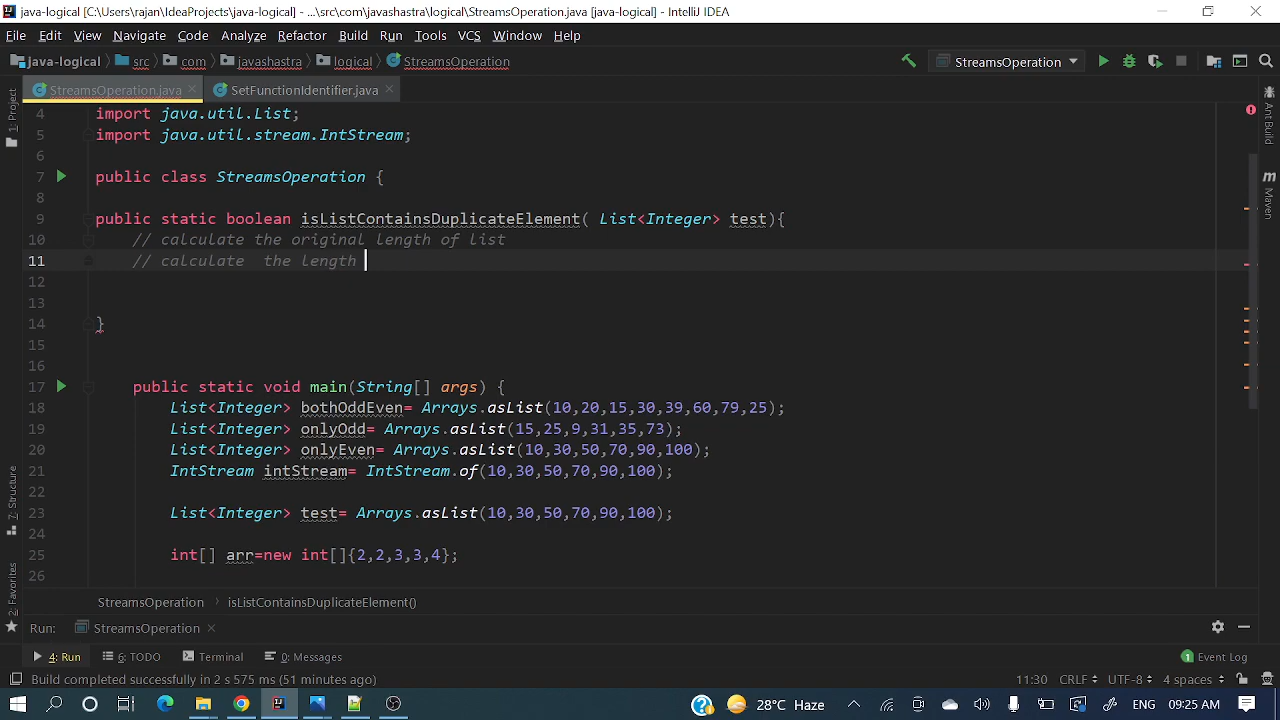 java-logical [C:\Users\rajan\IdeaProjects\java-logical] - ...\src\com\javashastra\logical\StreamsOperation.java [java-logical] - IntelliJ IDEA
File Edit View Navigate Code Analyze Refactor Build Run Tools VCS Window Help
java-logical src com javashastra logical StreamsOperation StreamsOperation
StreamsOperation.java SetFunctionIdentifier.java
4 import java.util.List;
5 import java.util.stream.IntStream;
6
7 public class StreamsOperation {
8
9 public static boolean isListContainsDuplicateElement( List<Integer> test){
10 // calculate the original length of list
11 // calculate  the length
12
13
14 }
15
16
17 public static void main(String[] args) {
18 List<Integer> bothOddEven= Arrays.asList(10,20,15,30,39,60,79,25);
19 List<Integer> onlyOdd= Arrays.asList(15,25,9,31,35,73);
20 List<Integer> onlyEven= Arrays.asList(10,30,50,70,90,100);
21 IntStream intStream= IntStream.of(10,30,50,70,90,100);
22
23 List<Integer> test= Arrays.asList(10,30,50,70,90,100);
24
25 int[] arr=new int[]{2,2,3,3,4};
26
1: Project
7: Structure
2: Favorites
Ant Build
m Maven
StreamsOperation › isListContainsDuplicateElement()
Run: StreamsOperation
4: Run 6: TODO Terminal 0: Messages 1 Event Log
Build completed successfully in 2 s 575 ms (51 minutes ago) 11:30 CRLF UTF-8 4 spaces
28°C Haze ENG 09:25 AM